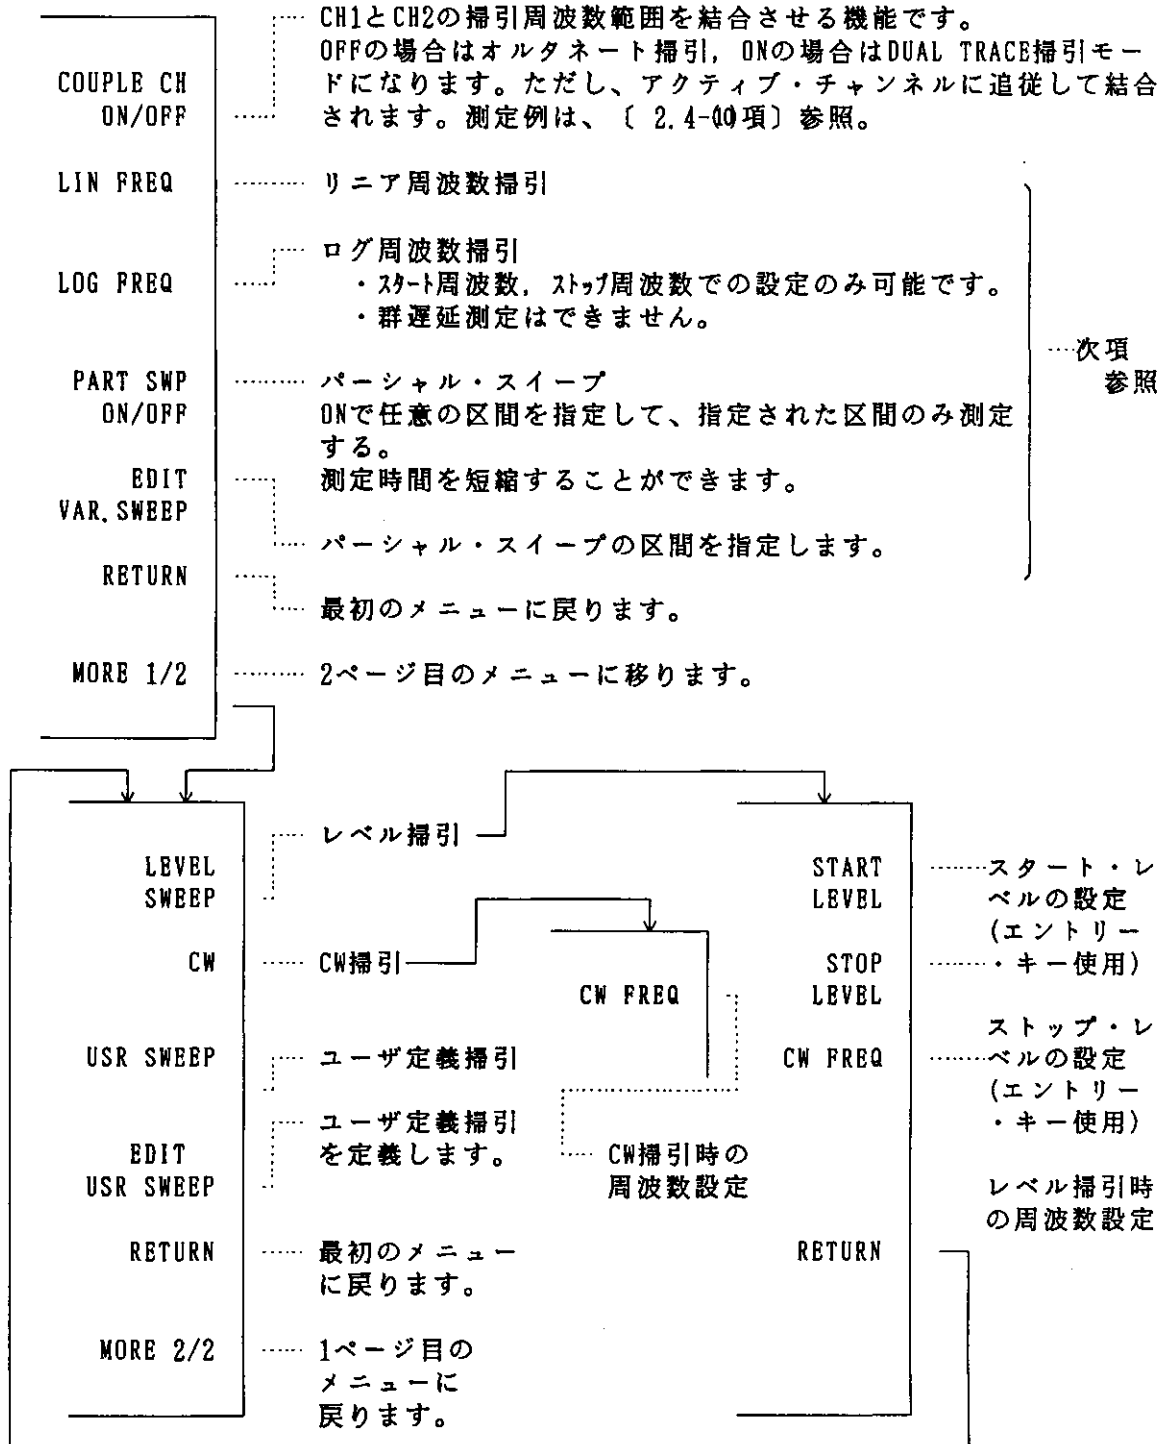 CH1とCH2の掃引周波数範囲を結合させる機能です。
OFFの場合はオルタネート掃引, ONの場合はDUAL TRACE掃引モー
COUPLE CH ドになります。ただし、アクティブ・チャンネルに追従して結合
ON/OFF されます。測定例は、〔 2.4-⑽項〕参照。
LIN FREQ リニア周波数掃引
ログ周波数掃引
LOG FREQ ・スタート周波数, ストップ周波数での設定のみ可能です。
・群遅延測定はできません。
次項
参照
PART SWP パーシャル・スイープ
ON/OFF ONで任意の区間を指定して、指定された区間のみ測定
する。
EDIT 測定時間を短縮することができます。
VAR.SWEEP
パーシャル・スイープの区間を指定します。
RETURN
最初のメニューに戻ります。
MORE 1/2 2ページ目のメニューに移ります。
レベル掃引
LEVEL
SWEEP
CW CW掃引
USR SWEEP ユーザ定義掃引
ユーザ定義掃引
EDIT を定義します。
USR SWEEP
RETURN 最初のメニュー
に戻ります。
MORE 2/2 1ページ目の
メニューに
戻ります。
CW FREQ
CW掃引時の
周波数設定
START スタート・レ
LEVEL ベルの設定
(エントリー
STOP ・キー使用)
LEVEL
ストップ・レ
CW FREQ ベルの設定
(エントリー
・キー使用)
レベル掃引時
の周波数設定
RETURN